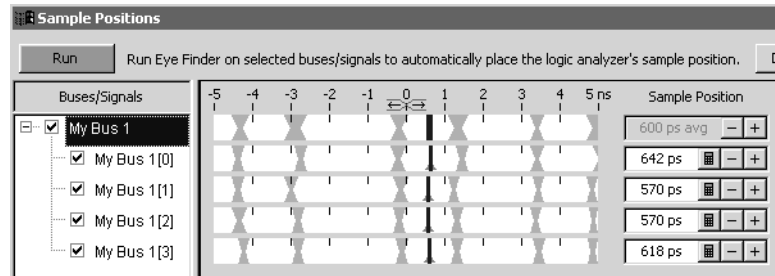 Sample Positions
Run Run Eye Finder on selected buses/signals to automatically place the logic analyzer's sample position.
Buses/Signals -5 -4 -3 -2 -1 0 1 2 3 4 5 ns Sample Position
My Bus 1 600 ps avg - +
My Bus 1[0] 642 ps - +
My Bus 1[1] 570 ps - +
My Bus 1[2] 570 ps - +
My Bus 1[3] 618 ps - +